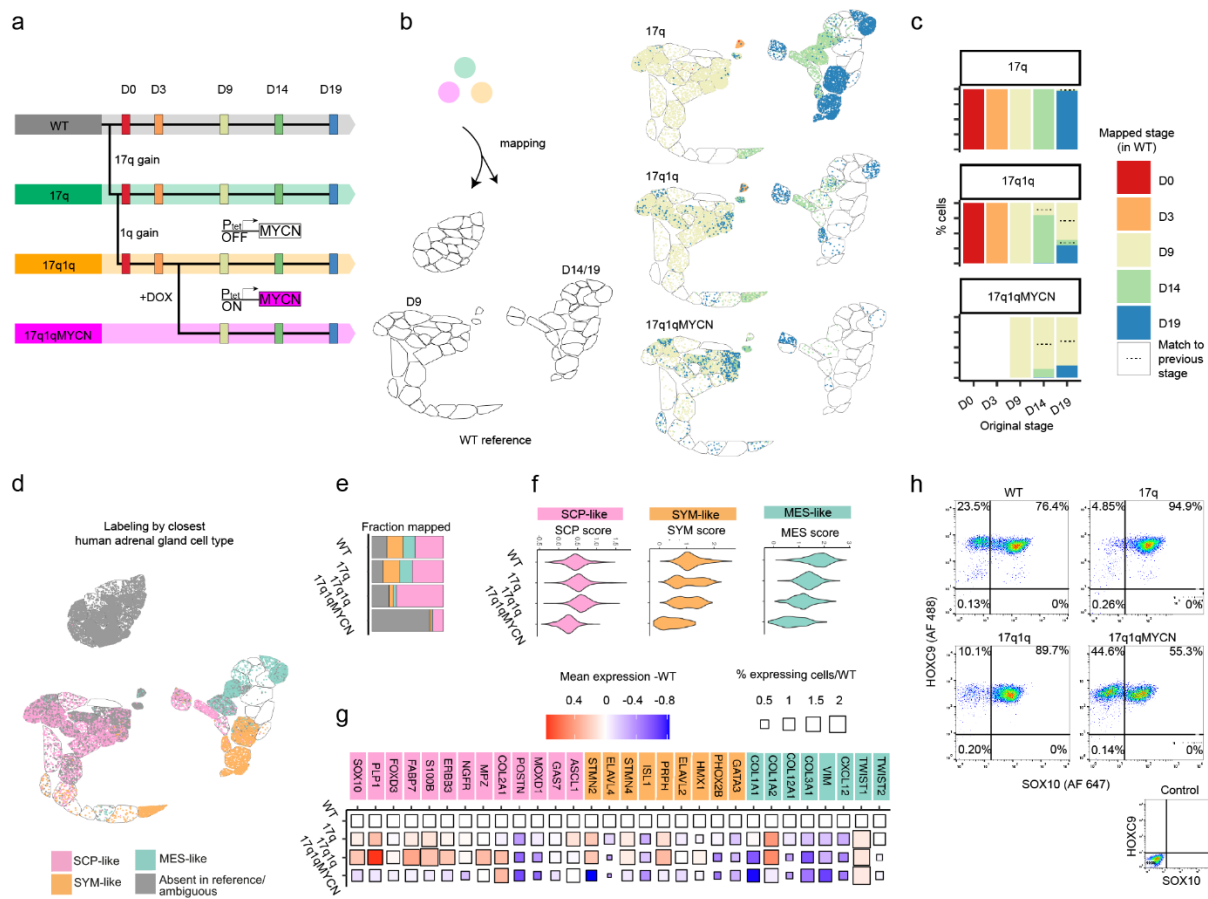 a
D0 D3 D9 D14 D19
WT
17q gain
17q
1q gain
Ptet OFF MYCN
17q1q
+DOX
Ptet ON MYCN
17q1qMYCN
b
mapping
D9
D14/19
WT reference
17q
17q1q
17q1qMYCN
c
17q
17q1q
17q1qMYCN
% cells
D0 D3 D9 D14 D19
Original stage
Mapped stage
(in WT)
D0
D3
D9
D14
D19
Match to
previous
stage
d
Labeling by closest
human adrenal gland cell type
SCP-like
SYM-like
MES-like
Absent in reference/
ambiguous
e
Fraction mapped
WT
17q
17q1q
17q1qMYCN
f
SCP-like
SCP score
SYM-like
SYM score
MES-like
MES score
WT
17q
17q1q
17q1qMYCN
Mean expression -WT
0.4 0 -0.4 -0.8
% expressing cells/WT
0.5 1 1 2
g
SOX10
PLP1
FOXD3
FABP7
S100B
ERBB3
NGFR
MPZ
COL2A1
POSTN
MOXD1
GAS7
ASCL1
STMN2
ELAVL4
STMN4
ISL1
PRPH
ELAVL2
HMX1
PHOX2B
GATA3
COL1A1
COL1A2
COL12A1
COL3A1
VIM
CXCL12
TWIST1
TWIST2
WT
17q
17q1q
17q1qMYCN
h
WT
23.5% 76.4%
0.13% 0%
17q
4.85% 94.9%
0.26% 0%
17q1q
10.1% 89.7%
0.20% 0%
17q1qMYCN
44.6% 55.3%
0.14% 0%
HOXC9 (AF 488)
SOX10 (AF 647)
Control
HOXC9
SOX10